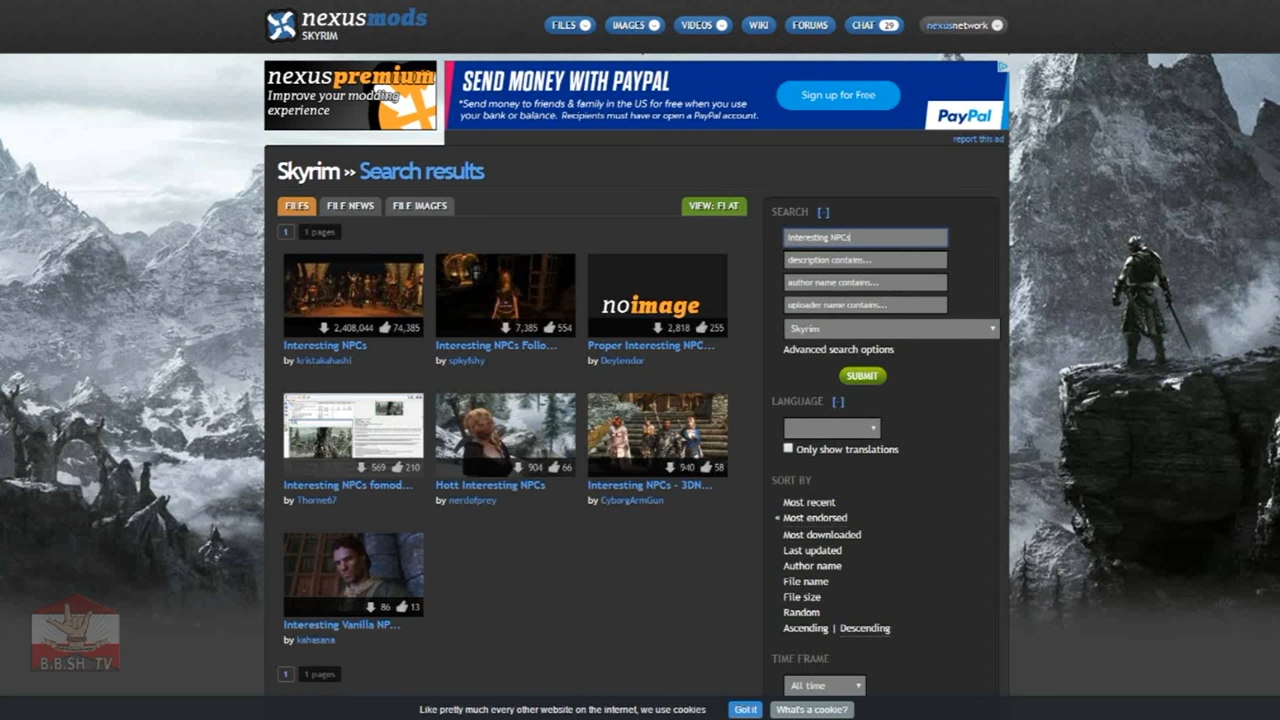 nexusmods
SKYRIM
FILES
IMAGES
VIDEOS
WIKI
FORUMS
CHAT 29
nexusnetwork
nexuspremium
Improve your modding
experience
SEND MONEY WITH PAYPAL
*Send money to friends & family in the US for free when you use
your bank or balance. Recipients must have or open a PayPal account.
Sign up for Free
PayPal
report this ad
Skyrim » Search results
FILES
FILE NEWS
FILE IMAGES
VIEW: FLAT
1
1 pages
2,408,044 74,385
Interesting NPCs
by kristakahashi
7,385 554
Interesting NPCs Follo...
by spkyfshy
noimage
2,818 255
Proper Interesting NPC...
by Deylendor
569 210
Interesting NPCs fomod...
by Thorne67
904 66
Hott Interesting NPCs
by nerdofprey
940 58
Interesting NPCs - 3DN...
by CyborgArmGun
86 13
Interesting Vanilla NP...
by kahasana
1
1 pages
SEARCH [-]
Interesting NPCs
description contains...
author name contains...
uploader name contains...
Skyrim
Advanced search options
SUBMIT
LANGUAGE [-]
Only show translations
SORT BY
Most recent
« Most endorsed
Most downloaded
Last updated
Author name
File name
File size
Random
Ascending | Descending
TIME FRAME
All time
B.B.SH TV
Like pretty much every other website on the internet, we use cookies
Got it
What's a cookie?